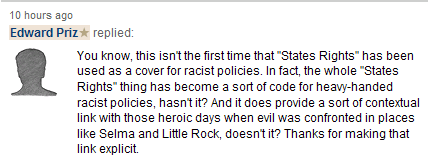 10 hours ago
Edward Priz replied:
You know, this isn't the first time that "States Rights" has been
used as a cover for racist policies. In fact, the whole "States
Rights" thing has become a sort of code for heavy-handed
racist policies, hasn't it? And it does provide a sort of contextual
link with those heroic days when evil was confronted in places
like Selma and Little Rock, doesn't it? Thanks for making that
link explicit.